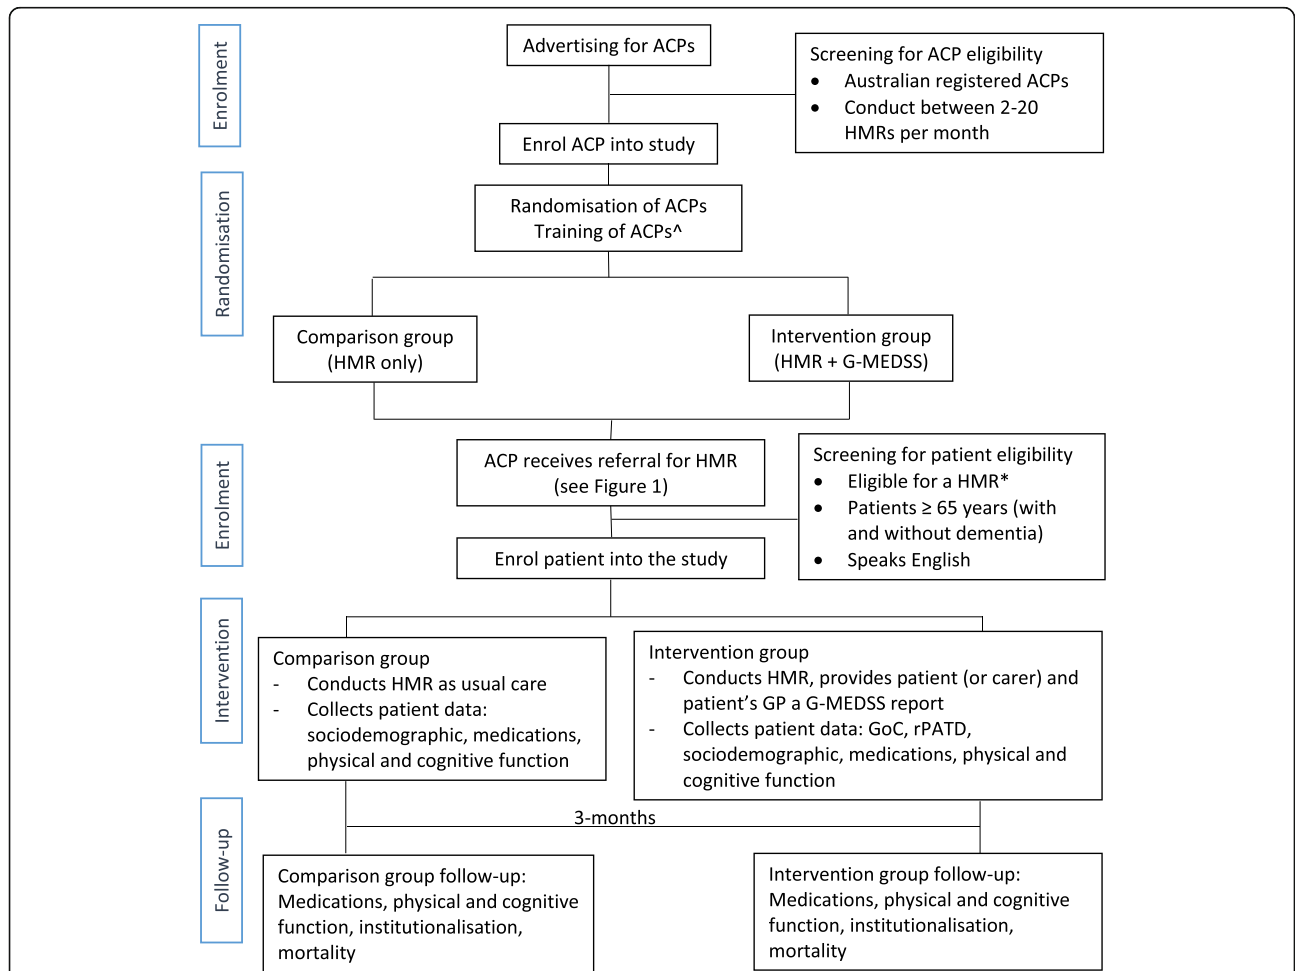 Enrolment
Advertising for ACPs
Screening for ACP eligibility
● Australian registered ACPs
● Conduct between 2-20
HMRs per month
Enrol ACP into study
Randomisation
Randomisation of ACPs
Training of ACPs^
Comparison group
(HMR only)
Intervention group
(HMR + G-MEDSS)
Enrolment
ACP receives referral for HMR
(see Figure 1)
Screening for patient eligibility
● Eligible for a HMR*
● Patients ≥ 65 years (with
and without dementia)
● Speaks English
Enrol patient into the study
Intervention
Comparison group
- Conducts HMR as usual care
- Collects patient data:
sociodemographic, medications,
physical and cognitive function
Intervention group
- Conducts HMR, provides patient (or carer) and
patient’s GP a G-MEDSS report
- Collects patient data: GoC, rPATD,
sociodemographic, medications, physical and
cognitive function
Follow-up
3-months
Comparison group follow-up:
Medications, physical and cognitive
function, institutionalisation,
mortality
Intervention group follow-up:
Medications, physical and cognitive
function, institutionalisation,
mortality